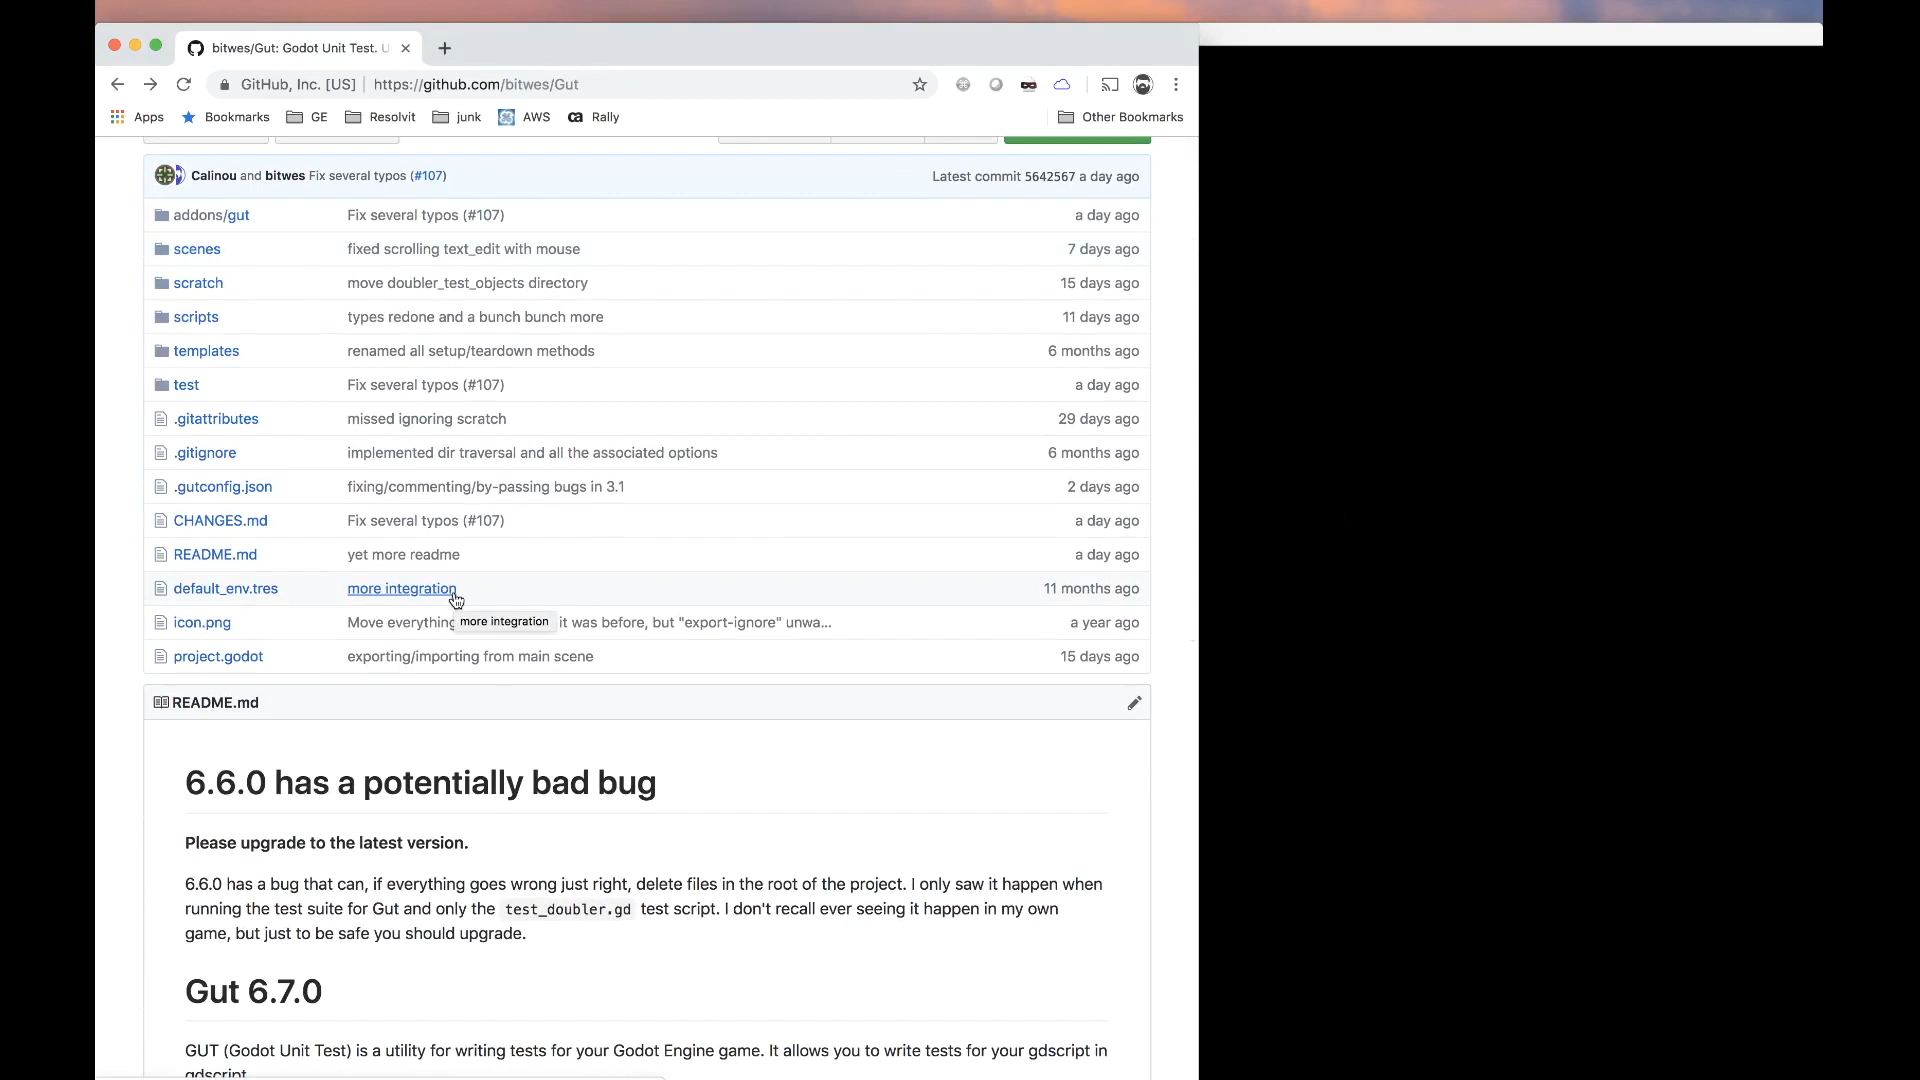 bitwes/Gut: Godot Unit Test. U
GitHub, Inc. [US] | https://github.com/bitwes/Gut
Apps Bookmarks GE Resolvit junk AWS ca Rally Other Bookmarks
Calinou and bitwes Fix several typos (#107) Latest commit 5642567 a day ago
addons/gut Fix several typos (#107) a day ago
scenes fixed scrolling text_edit with mouse 7 days ago
scratch move doubler_test_objects directory 15 days ago
scripts types redone and a bunch bunch more 11 days ago
templates renamed all setup/teardown methods 6 months ago
test Fix several typos (#107) a day ago
.gitattributes missed ignoring scratch 29 days ago
.gitignore implemented dir traversal and all the associated options 6 months ago
.gutconfig.json fixing/commenting/by-passing bugs in 3.1 2 days ago
CHANGES.md Fix several typos (#107) a day ago
README.md yet more readme a day ago
default_env.tres more integration 11 months ago
more integration
icon.png Move everything it was before, but "export-ignore" unwa... a year ago
project.godot exporting/importing from main scene 15 days ago
README.md
6.6.0 has a potentially bad bug
Please upgrade to the latest version.
6.6.0 has a bug that can, if everything goes wrong just right, delete files in the root of the project. I only saw it happen when
running the test suite for Gut and only the test_doubler.gd test script. I don't recall ever seeing it happen in my own
game, but just to be safe you should upgrade.
Gut 6.7.0
GUT (Godot Unit Test) is a utility for writing tests for your Godot Engine game. It allows you to write tests for your gdscript in
gdscript.